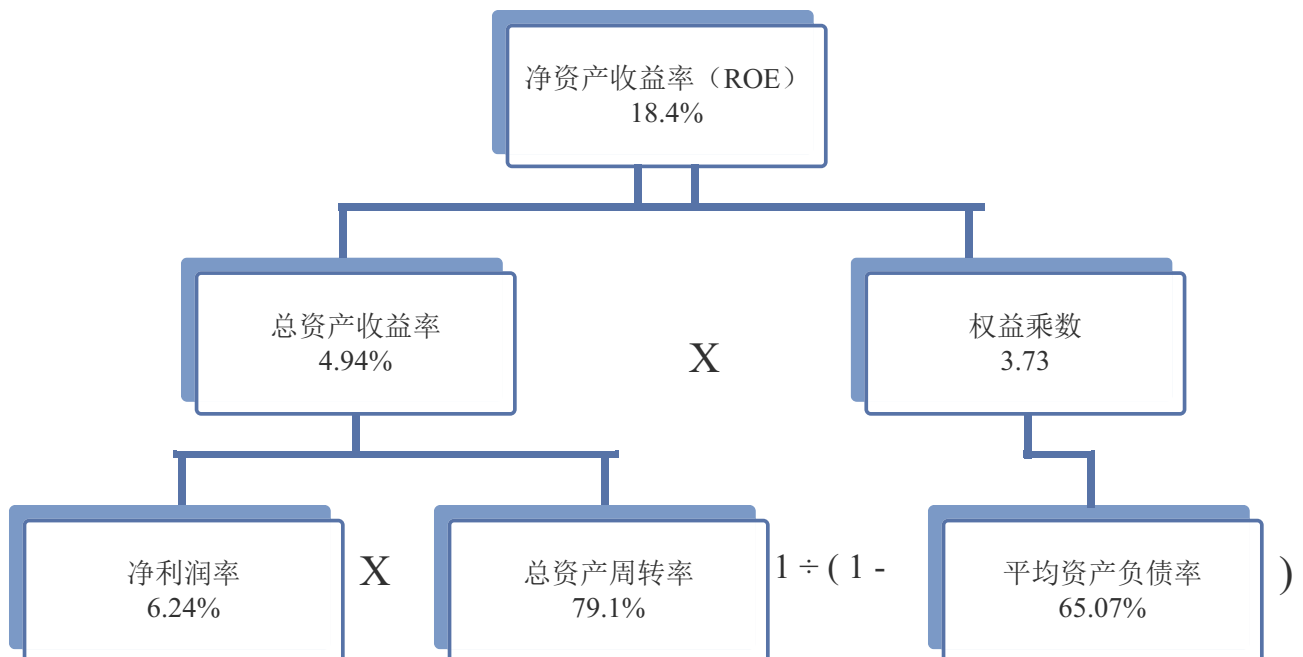 净资产收益率（ROE）
18.4%
总资产收益率
4.94%
X
权益乘数
3.73
净利润率
6.24%
X
总资产周转率
79.1%
1 ÷ ( 1 -
平均资产负债率
65.07%
)